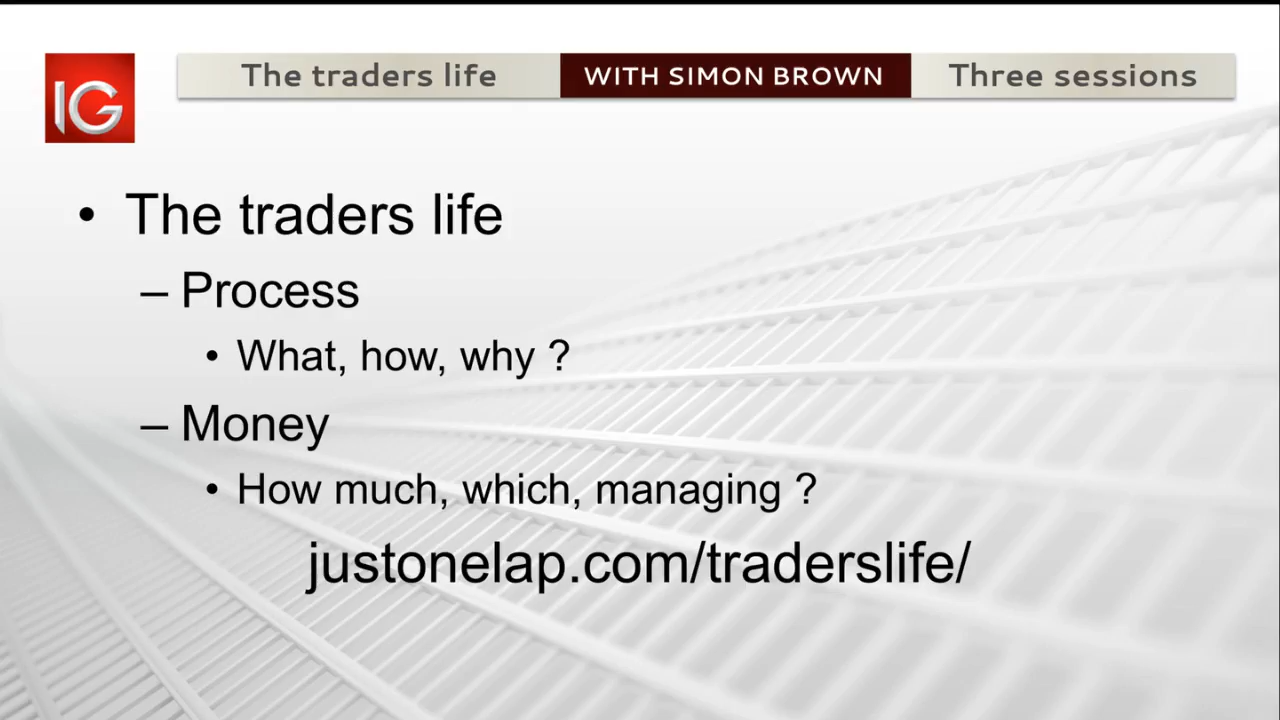 IG
The traders life WITH SIMON BROWN Three sessions
• The traders life
– Process
• What, how, why ?
– Money
• How much, which, managing ?
justonelap.com/traderslife/